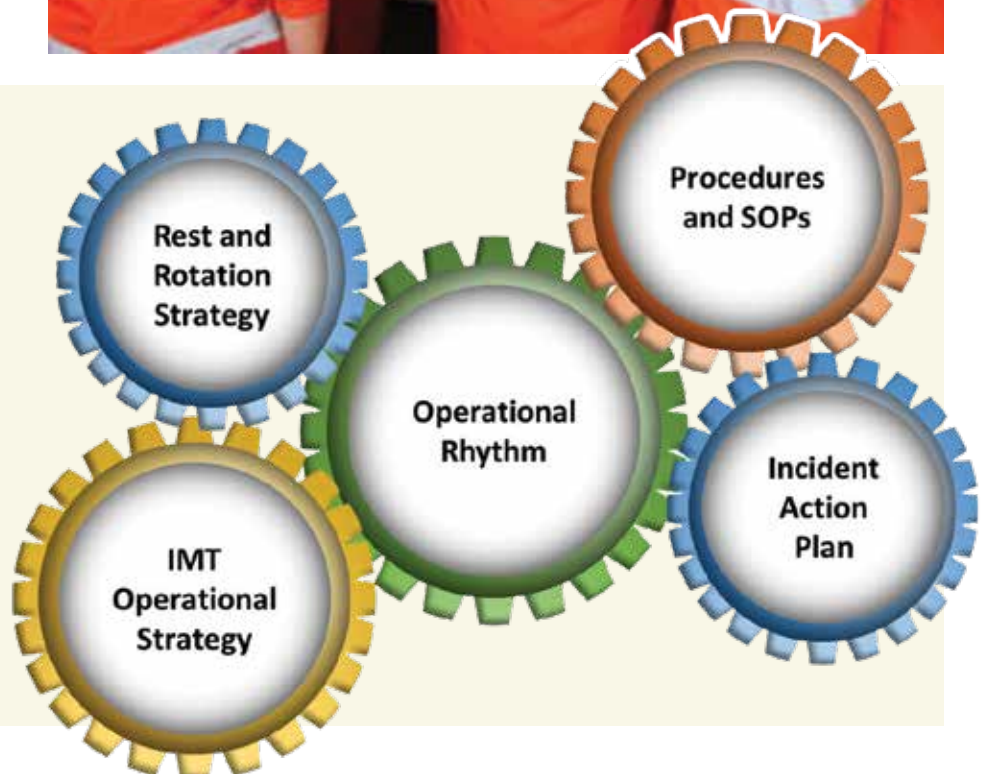 Rest and
Rotation
Strategy
Procedures
and SOPs
Operational
Rhythm
IMT
Operational
Strategy
Incident
Action
Plan